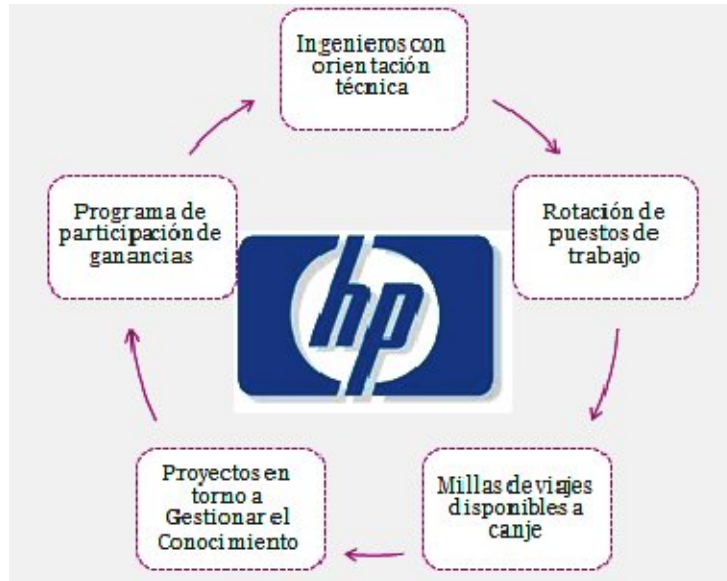 Ingenieros con
orientación
técnica
Rotación de
puestos de
trabajo
Millas de viajes
disponibles a
canje
Proyectos en
torno a
Gestionar el
Conocimiento
Programa de
participación de
ganancias
hp